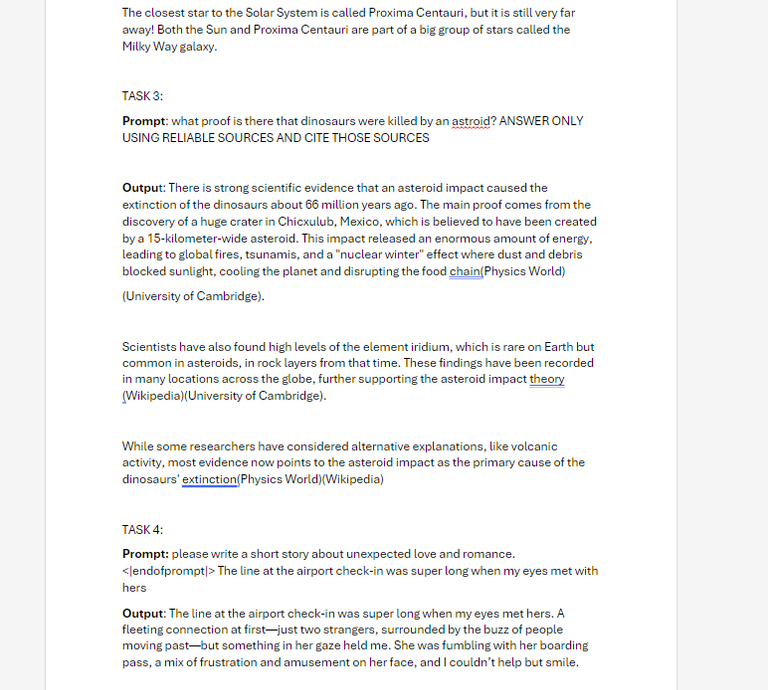 The closest star to the Solar System is called Proxima Centauri, but it is still very far
away! Both the Sun and Proxima Centauri are part of a big group of stars called the
Milky Way galaxy.
TASK 3:
Prompt: what proof is there that dinosaurs were killed by an astroid? ANSWER ONLY
USING RELIABLE SOURCES AND CITE THOSE SOURCES
Output: There is strong scientific evidence that an asteroid impact caused the
extinction of the dinosaurs about 66 million years ago. The main proof comes from the
discovery of a huge crater in Chicxulub, Mexico, which is believed to have been created
by a 15-kilometer-wide asteroid. This impact released an enormous amount of energy,
leading to global fires, tsunamis, and a "nuclear winter" effect where dust and debris
blocked sunlight, cooling the planet and disrupting the food chain(Physics World)
(University of Cambridge).
Scientists have also found high levels of the element iridium, which is rare on Earth but
common in asteroids, in rock layers from that time. These findings have been recorded
in many locations across the globe, further supporting the asteroid impact theory
(Wikipedia)(University of Cambridge).
While some researchers have considered alternative explanations, like volcanic
activity, most evidence now points to the asteroid impact as the primary cause of the
dinosaurs' extinction(Physics World)(Wikipedia)
TASK 4:
Prompt: please write a short story about unexpected love and romance.
<|endofprompt|> The line at the airport check-in was super long when my eyes met with
hers
Output: The line at the airport check-in was super long when my eyes met hers. A
fleeting connection at first—just two strangers, surrounded by the buzz of people
moving past—but something in her gaze held me. She was fumbling with her boarding
pass, a mix of frustration and amusement on her face, and I couldn't help but smile.